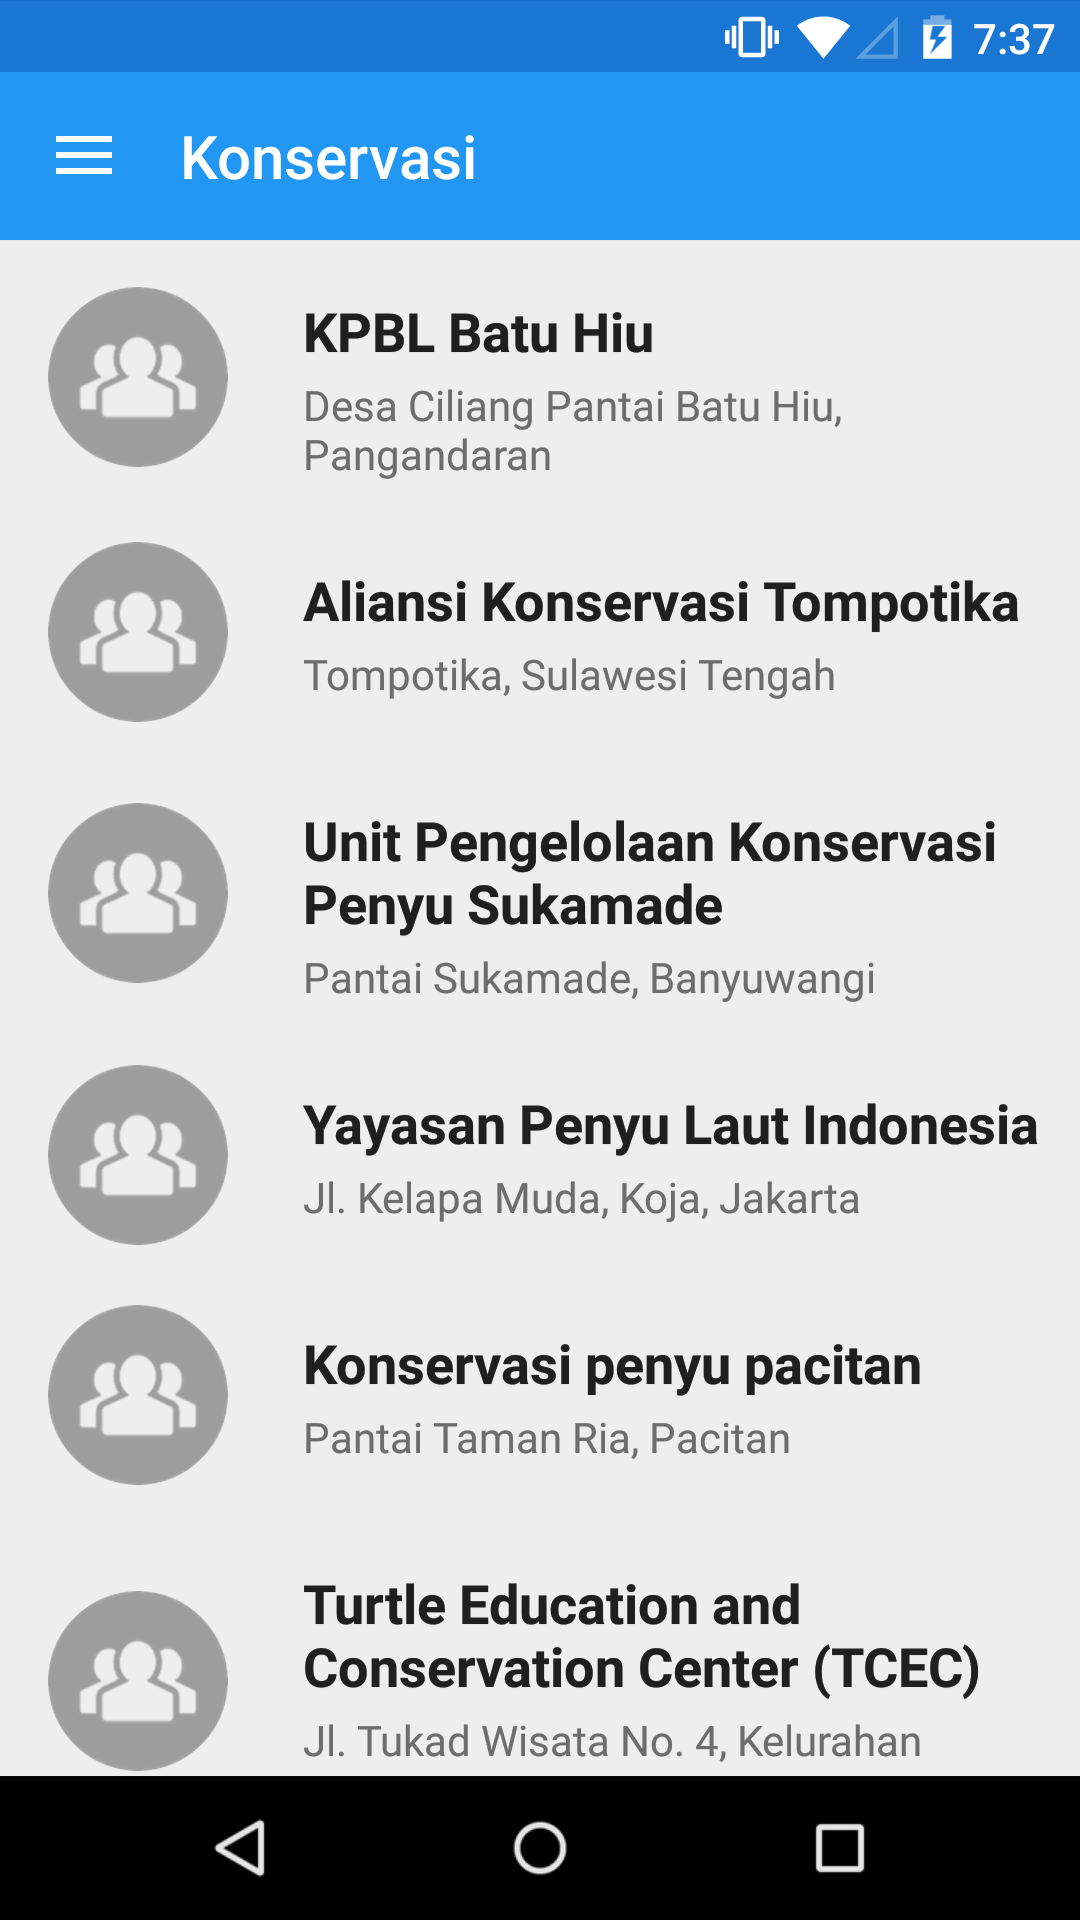 7:37
Konservasi
KPBL Batu Hiu
Desa Ciliang Pantai Batu Hiu,
Pangandaran
Aliansi Konservasi Tompotika
Tompotika, Sulawesi Tengah
Unit Pengelolaan Konservasi
Penyu Sukamade
Pantai Sukamade, Banyuwangi
Yayasan Penyu Laut Indonesia
Jl. Kelapa Muda, Koja, Jakarta
Konservasi penyu pacitan
Pantai Taman Ria, Pacitan
Turtle Education and
Conservation Center (TCEC)
Jl. Tukad Wisata No. 4, Kelurahan